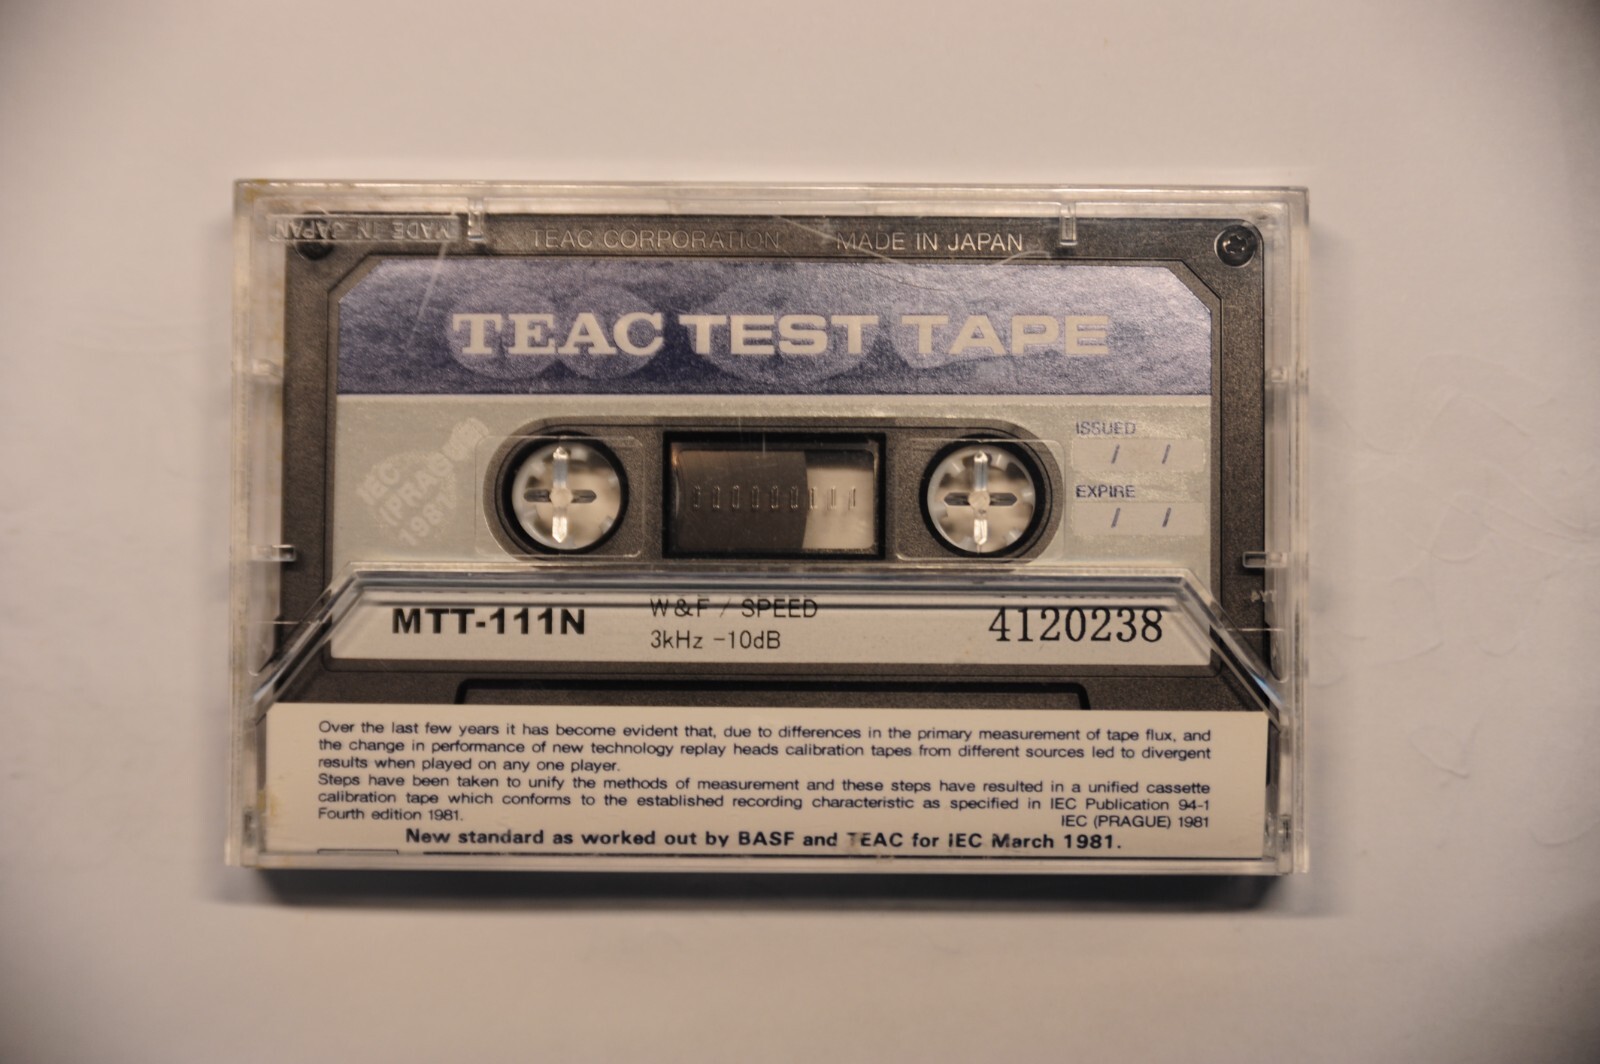 MADE IN JAPAN
TEAC CORPORATION MADE IN JAPAN
TEAC TEST TAPE
IEC
(PRAGUE)
1981
ISSUED
/ /
EXPIRE
/ /
MTT-111N
W&F / SPEED
3kHz -10dB
4120238
Over the last few years it has become evident that, due to differences in the primary measurement of tape flux, and
the change in performance of new technology replay heads calibration tapes from different sources led to divergent
results when played on any one player.
Steps have been taken to unify the methods of measurement and these steps have resulted in a unified cassette
calibration tape which conforms to the established recording characteristic as specified in IEC Publication 94-1
Fourth edition 1981. IEC (PRAGUE) 1981
New standard as worked out by BASF and TEAC for IEC March 1981.